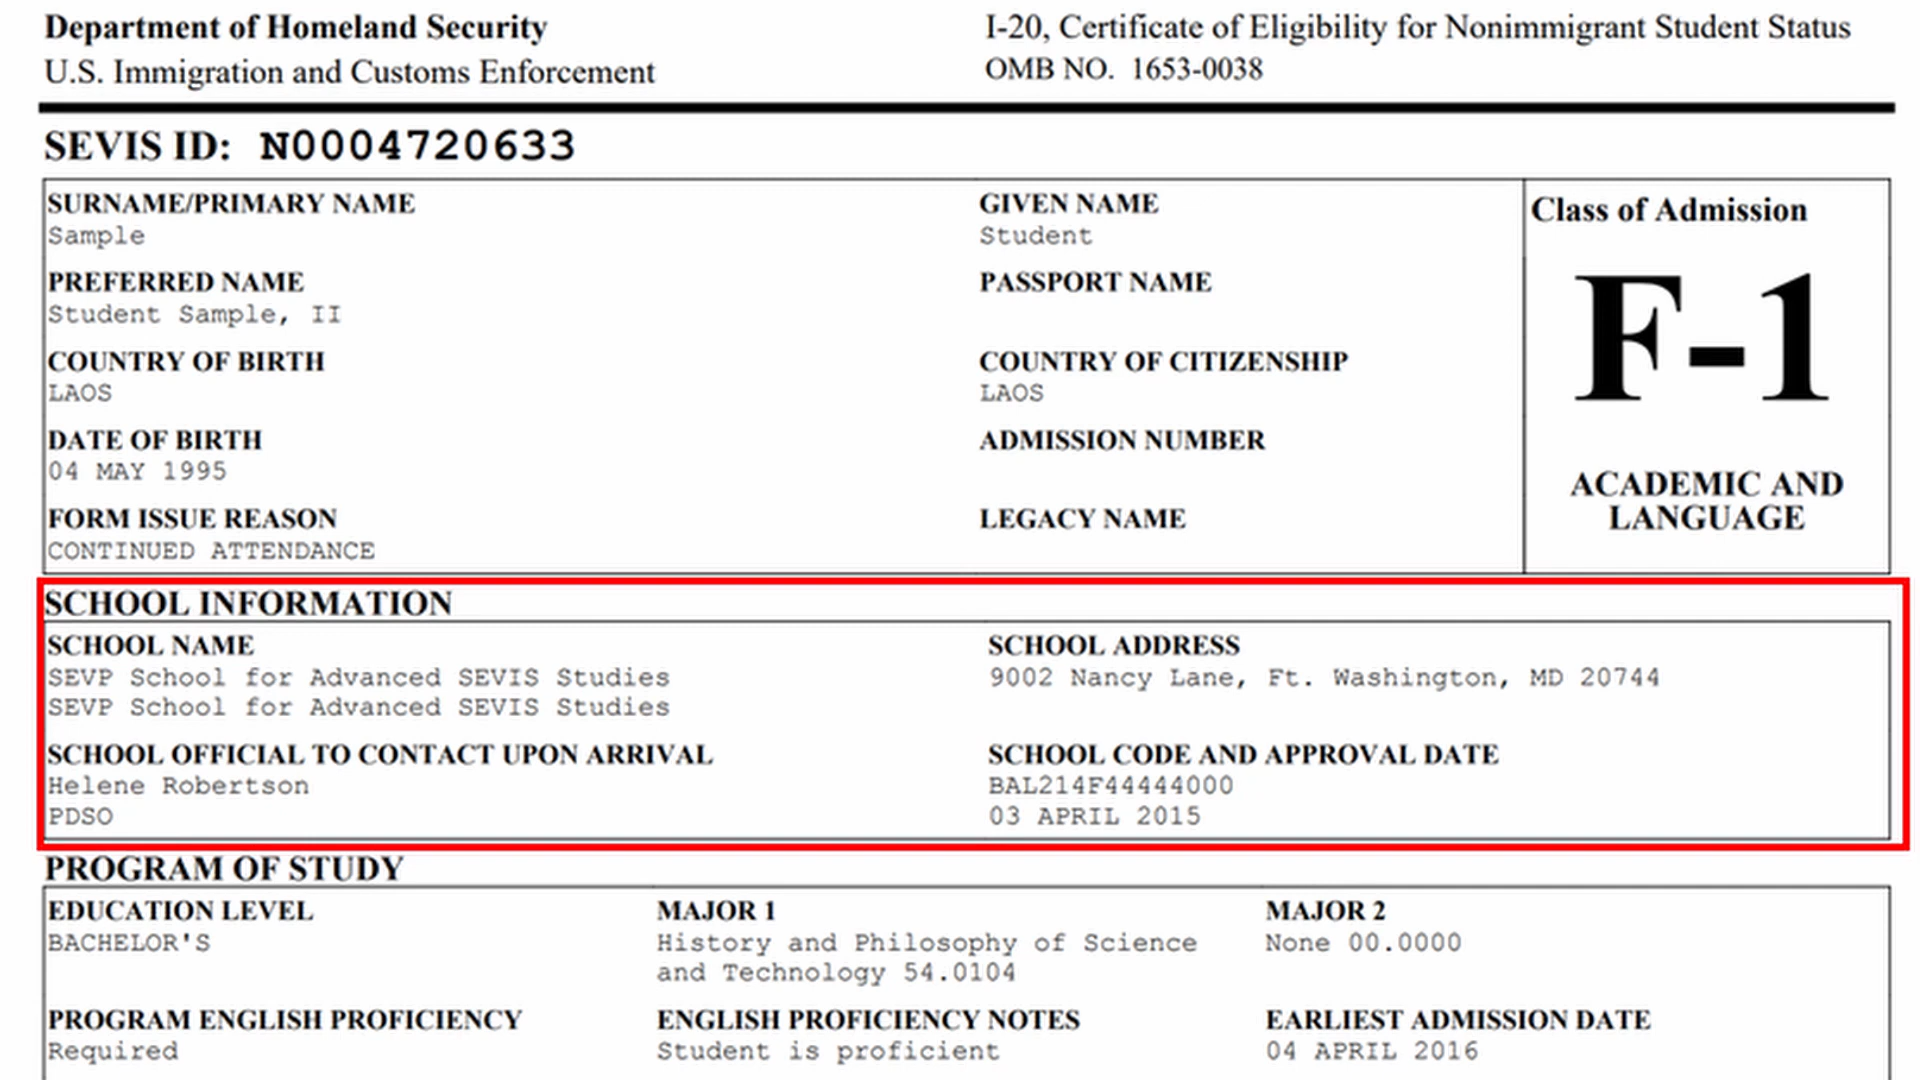 Department of Homeland Security
U.S. Immigration and Customs Enforcement
I-20, Certificate of Eligibility for Nonimmigrant Student Status
OMB NO. 1653-0038
SEVIS ID: N0004720633
SURNAME/PRIMARY NAME
Sample
GIVEN NAME
Student
PREFERRED NAME
Student Sample, II
PASSPORT NAME
COUNTRY OF BIRTH
LAOS
COUNTRY OF CITIZENSHIP
LAOS
DATE OF BIRTH
04 MAY 1995
ADMISSION NUMBER
FORM ISSUE REASON
CONTINUED ATTENDANCE
LEGACY NAME
Class of Admission
F-1
ACADEMIC AND
LANGUAGE
SCHOOL INFORMATION
SCHOOL NAME
SEVP School for Advanced SEVIS Studies
SEVP School for Advanced SEVIS Studies
SCHOOL ADDRESS
9002 Nancy Lane, Ft. Washington, MD 20744
SCHOOL OFFICIAL TO CONTACT UPON ARRIVAL
Helene Robertson
PDSO
SCHOOL CODE AND APPROVAL DATE
BAL214F44444000
03 APRIL 2015
PROGRAM OF STUDY
EDUCATION LEVEL
BACHELOR'S
MAJOR 1
History and Philosophy of Science
and Technology 54.0104
MAJOR 2
None 00.0000
PROGRAM ENGLISH PROFICIENCY
Required
ENGLISH PROFICIENCY NOTES
Student is proficient
EARLIEST ADMISSION DATE
04 APRIL 2016